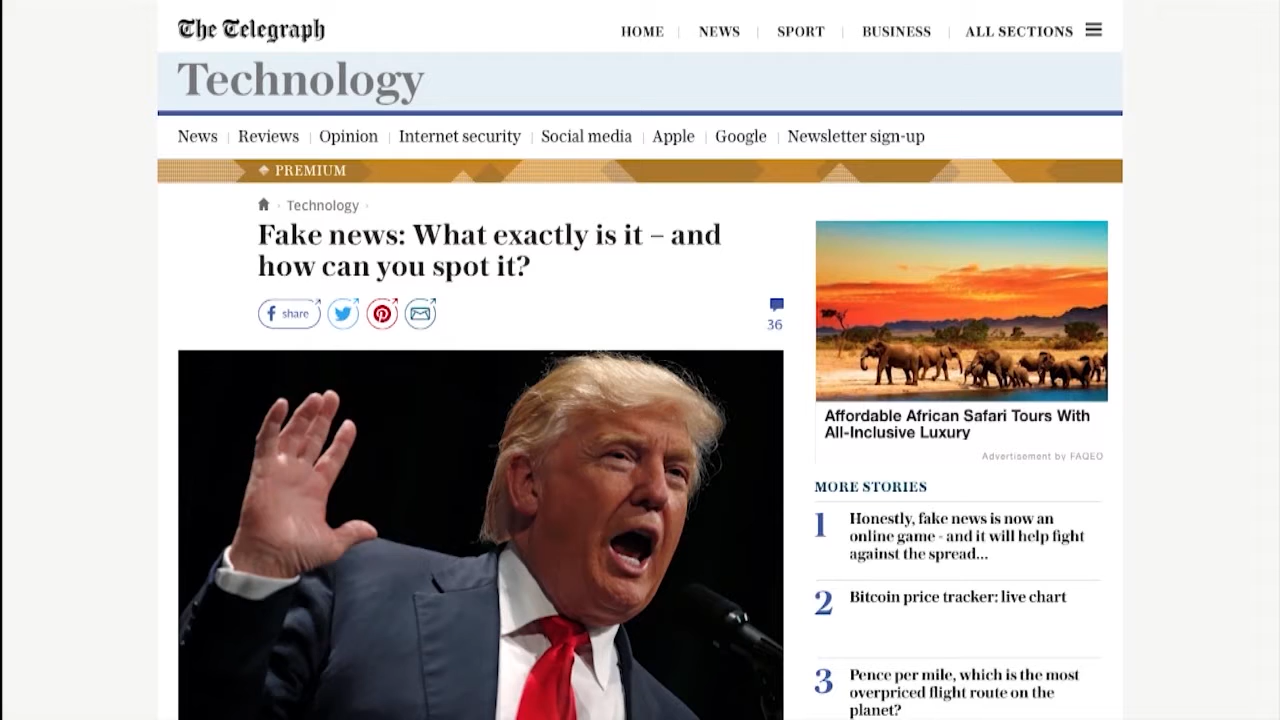 The Telegraph
HOME NEWS SPORT BUSINESS ALL SECTIONS
Technology
News Reviews Opinion Internet security Social media Apple Google Newsletter sign-up
PREMIUM
Technology
Fake news: What exactly is it – and
how can you spot it?
share
36
Affordable African Safari Tours With
All-Inclusive Luxury
Advertisement by FAQEO
MORE STORIES
1 Honestly, fake news is now an
online game - and it will help fight
against the spread...
2 Bitcoin price tracker: live chart
3 Pence per mile, which is the most
overpriced flight route on the
planet?